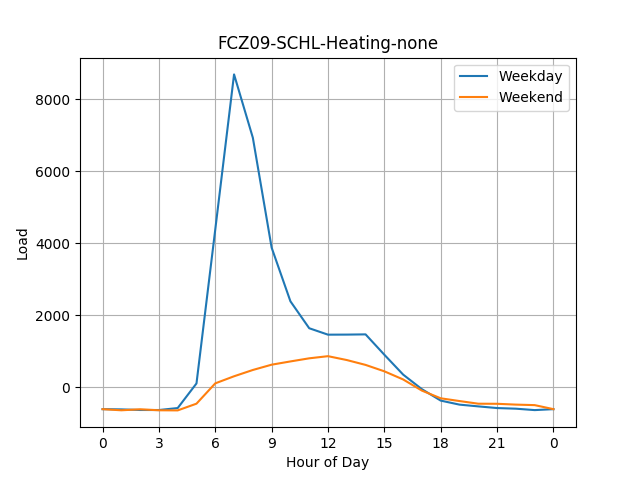 FCZ09-SCHL-Heating-none
Weekday
Weekend
8000
6000
4000
2000
0
Load
0 3 6 9 12 15 18 21 0
Hour of Day